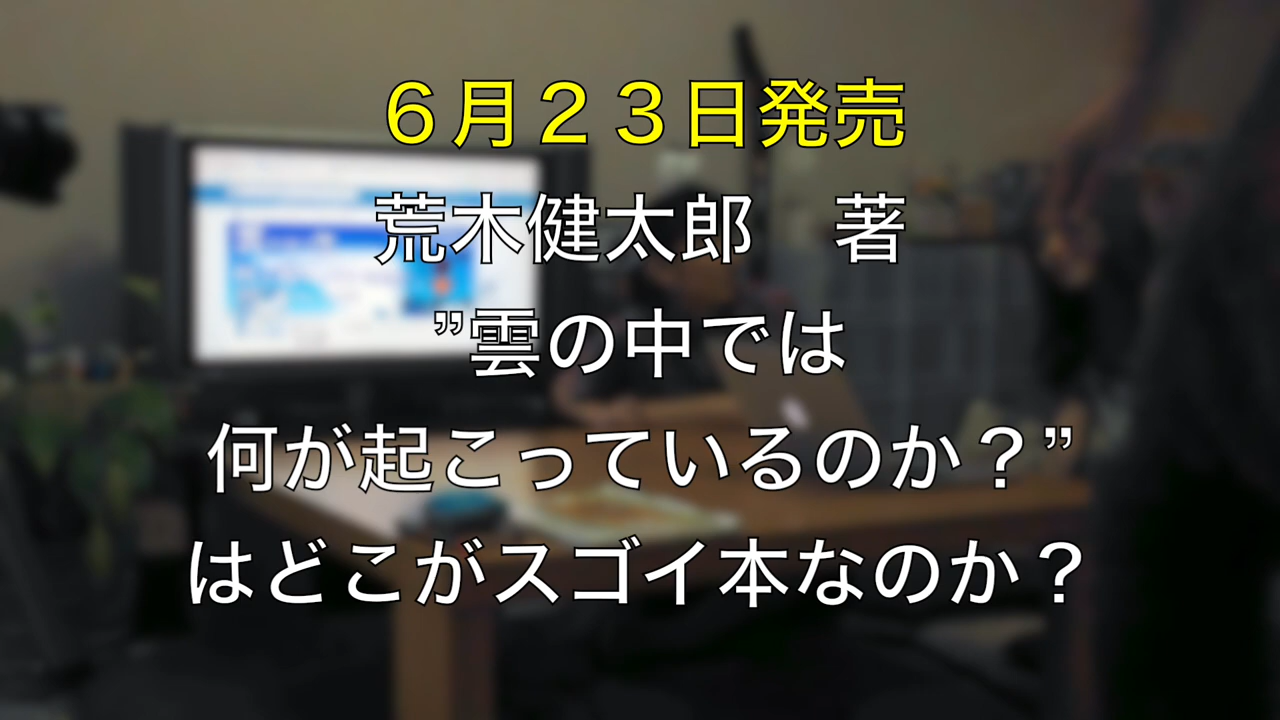 ６月２３日発売
荒木健太郎　著
”雲の中では
何が起こっているのか？”
はどこがスゴイ本なのか？